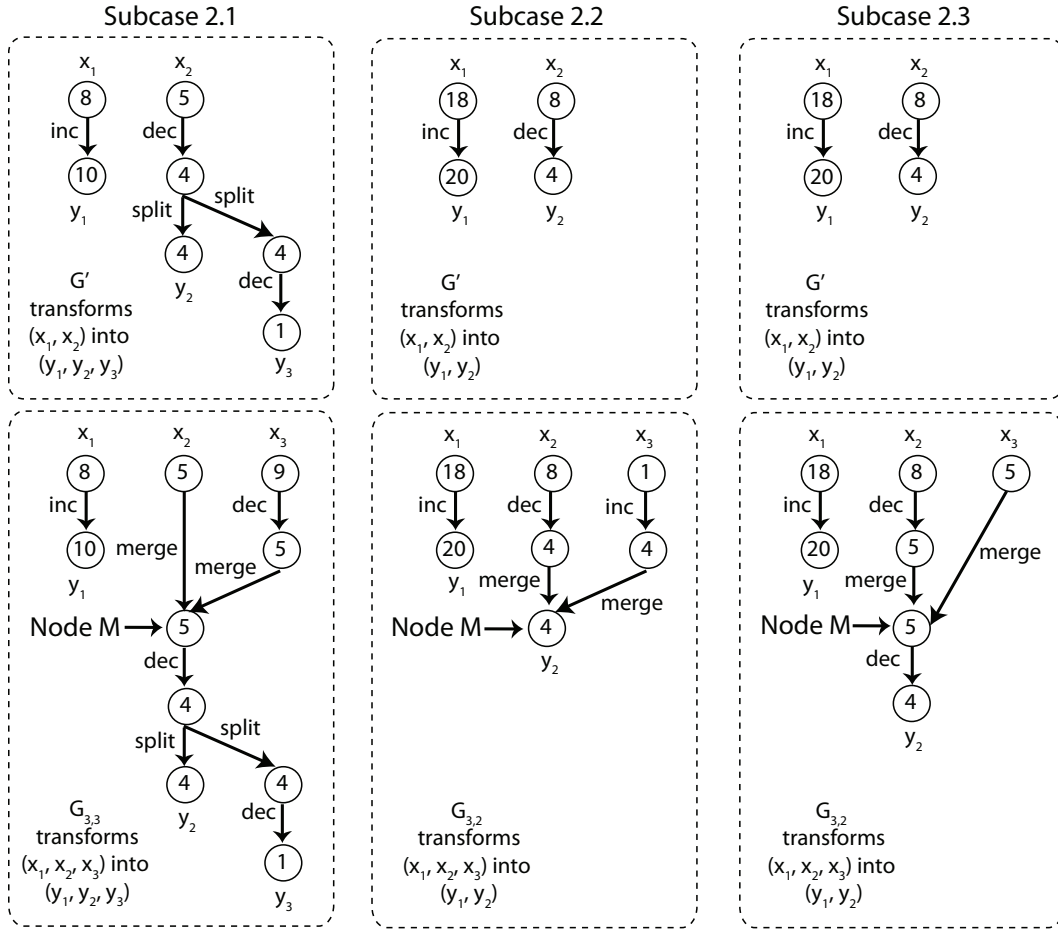 Subcase 2.1
x₁ x₂
8 5
inc dec
10 4
y₁ split split
4 4
y₂ dec
1
y₃
G'
transforms
(x₁, x₂) into
(y₁, y₂, y₃)
Subcase 2.2
x₁ x₂
18 8
inc dec
20 4
y₁ y₂
G'
transforms
(x₁, x₂) into
(y₁, y₂)
Subcase 2.3
x₁ x₂
18 8
inc dec
20 4
y₁ y₂
G'
transforms
(x₁, x₂) into
(y₁, y₂)
x₁ x₂ x₃
8 5 9
inc dec
10 5
y₁ merge merge
Node M 5
dec
4
split split
4 4
y₂ dec
1
y₃
G₃,₃
transforms
(x₁, x₂, x₃) into
(y₁, y₂, y₃)
x₁ x₂ x₃
18 8 1
inc dec inc
20 4 4
y₁ merge merge
Node M 4
y₂
G₃,₂
transforms
(x₁, x₂, x₃) into
(y₁, y₂)
x₁ x₂ x₃
18 8 5
inc dec
20 5 merge
y₁ merge
Node M 5
dec
4
y₂
G₃,₂
transforms
(x₁, x₂, x₃) into
(y₁, y₂)